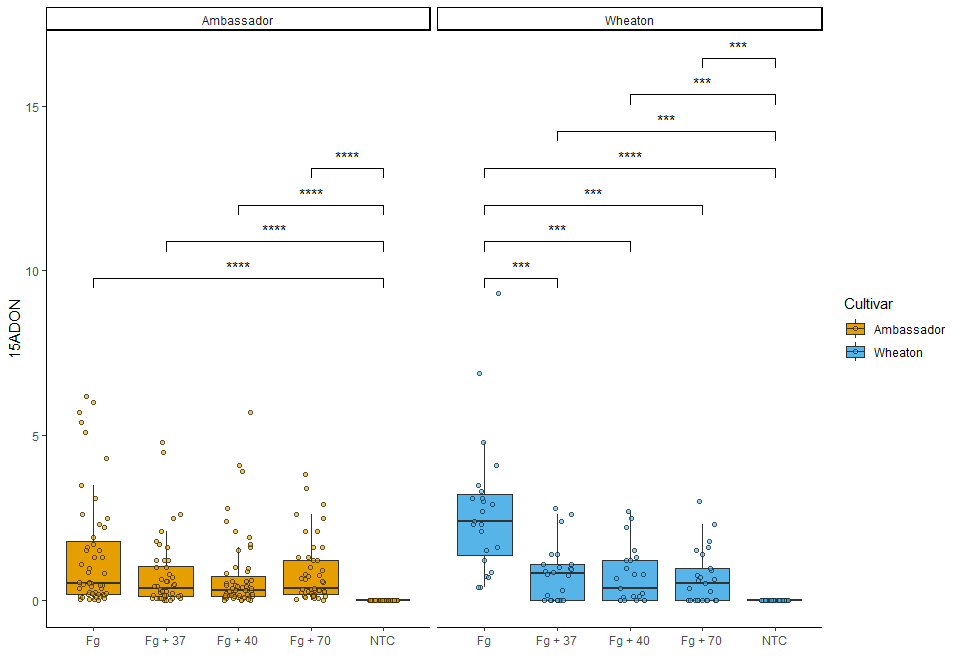 Ambassador Wheaton
***
***
15 ***
**** ****
**** ***
**** ***
10 **** ***
15ADON
Cultivar
Ambassador
Wheaton
5
0
Fg Fg + 37 Fg + 40 Fg + 70 NTC Fg Fg + 37 Fg + 40 Fg + 70 NTC